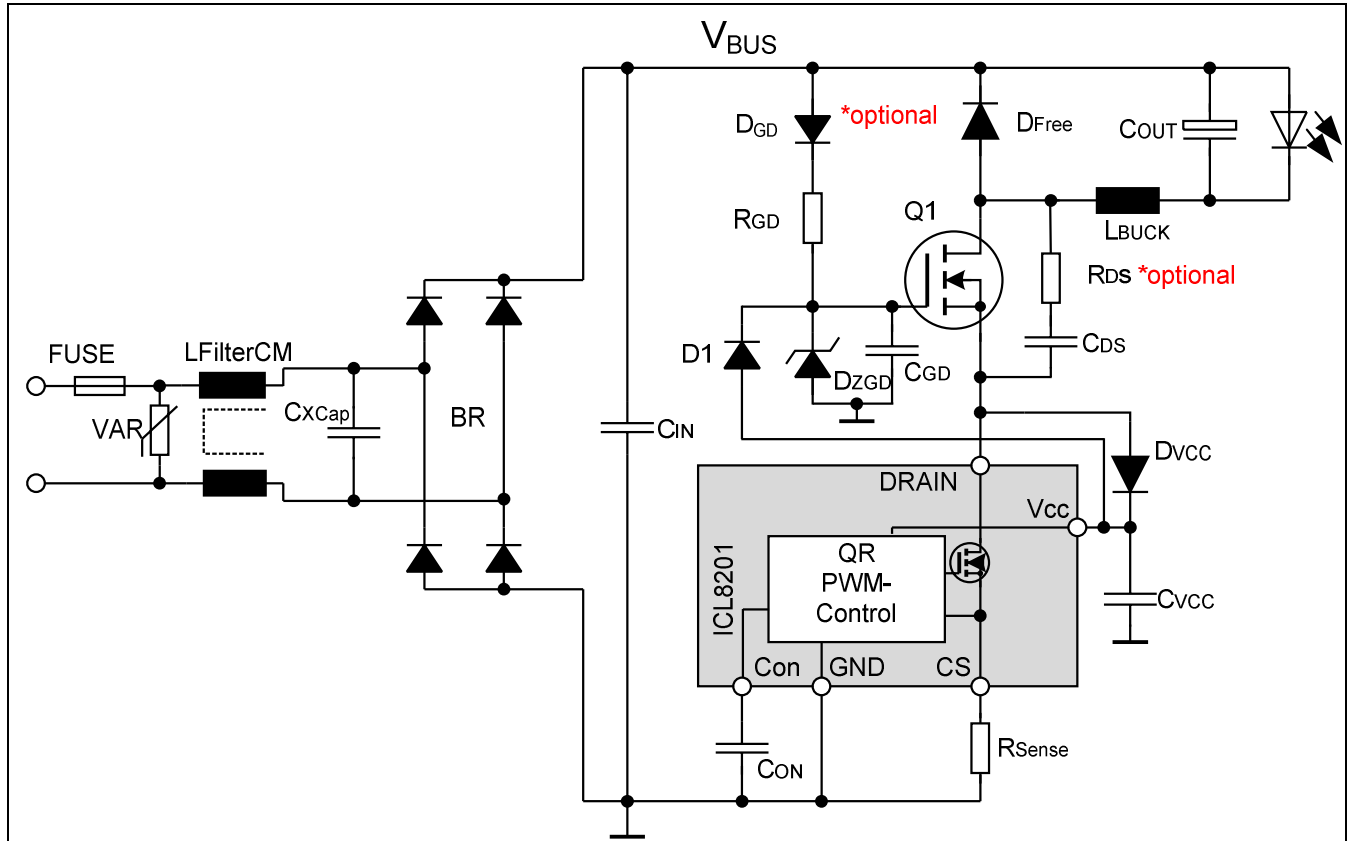 VBUS
DGD
*optional
DFree
COUT
RGD
Q1
LBUCK
RDS *optional
FUSE
LFilterCM
D1
DZGD
CGD
CDS
VAR
CXCap
BR
CIN
DVCC
DRAIN
Vcc
ICL8201
QR
PWM-
Control
CVCC
Con
GND
CS
CON
RSense